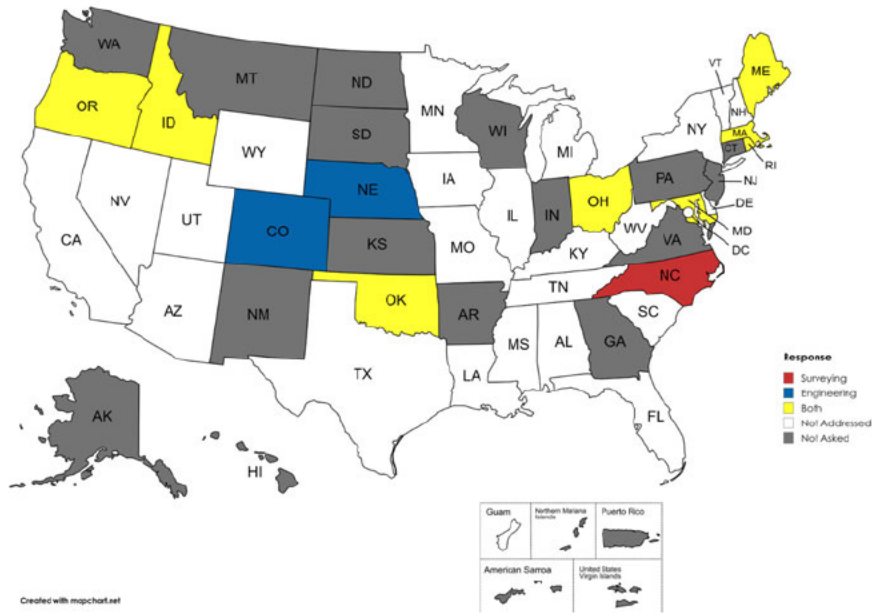 WA
MT
ND
MN
VT
ME
OR
ID
SD
WI
NH
NY
MA
WY
MI
CT
RI
IA
PA
NJ
NE
NV
OH
DE
UT
IL
IN
MD
CO
WV
CA
KS
MO
VA
DC
KY
NC
TN
OK
AZ
NM
AR
SC
MS
AL
GA
TX
LA
FL
AK
HI
Response
Surveying
Engineering
Both
Not Addressed
Not Asked
Guam
Northern Mariana
Islands
Puerto Rico
American Samoa
United States
Virgin Islands
Created with mapchart.net